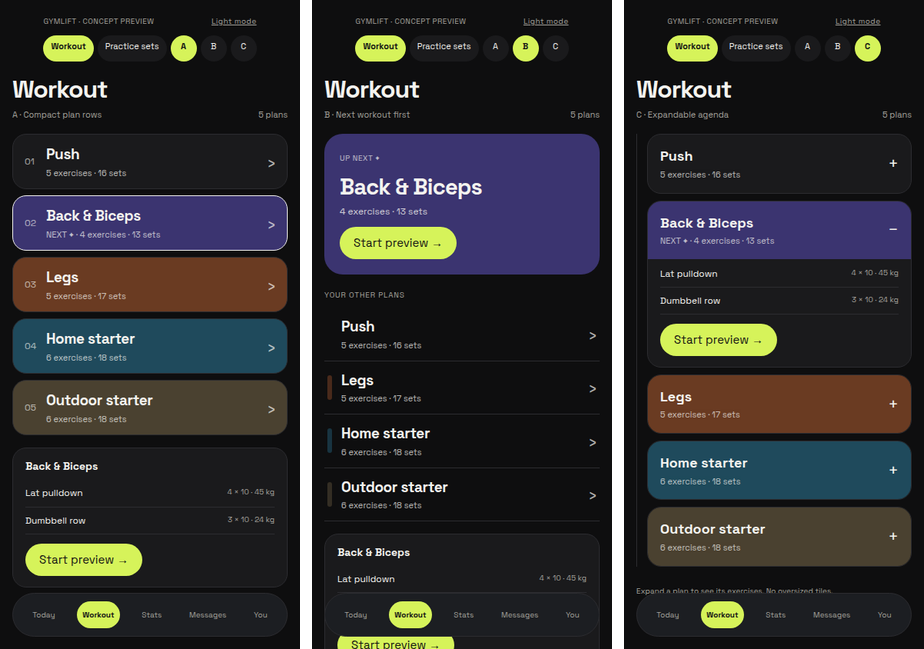 GYMLIFT · CONCEPT PREVIEW Light mode
Workout Practice sets A B C
Workout
A · Compact plan rows 5 plans
01 Push >
5 exercises · 16 sets
02 Back & Biceps >
NEXT ✦ · 4 exercises · 13 sets
03 Legs >
5 exercises · 17 sets
04 Home starter >
6 exercises · 18 sets
05 Outdoor starter >
6 exercises · 18 sets
Back & Biceps
Lat pulldown 4 × 10 · 45 kg
Dumbbell row 3 × 10 · 24 kg
Start preview →
Today Workout Stats Messages You
GYMLIFT · CONCEPT PREVIEW Light mode
Workout Practice sets A B C
Workout
B · Next workout first 5 plans
UP NEXT ✦
Back & Biceps
4 exercises · 13 sets
Start preview →
YOUR OTHER PLANS
Push >
5 exercises · 16 sets
Legs >
5 exercises · 17 sets
Home starter >
6 exercises · 18 sets
Outdoor starter >
6 exercises · 18 sets
Back & Biceps
Lat pulldown 4 × 10 · 45 kg
Today Workout Stats Messages You
Start preview →
GYMLIFT · CONCEPT PREVIEW Light mode
Workout Practice sets A B C
Workout
C · Expandable agenda 5 plans
Push +
5 exercises · 16 sets
Back & Biceps −
NEXT ✦ · 4 exercises · 13 sets
Lat pulldown 4 × 10 · 45 kg
Dumbbell row 3 × 10 · 24 kg
Start preview →
Legs +
5 exercises · 17 sets
Home starter +
6 exercises · 18 sets
Outdoor starter +
6 exercises · 18 sets
Expand a plan to see its exercises. No oversized tiles.
Today Workout Stats Messages You